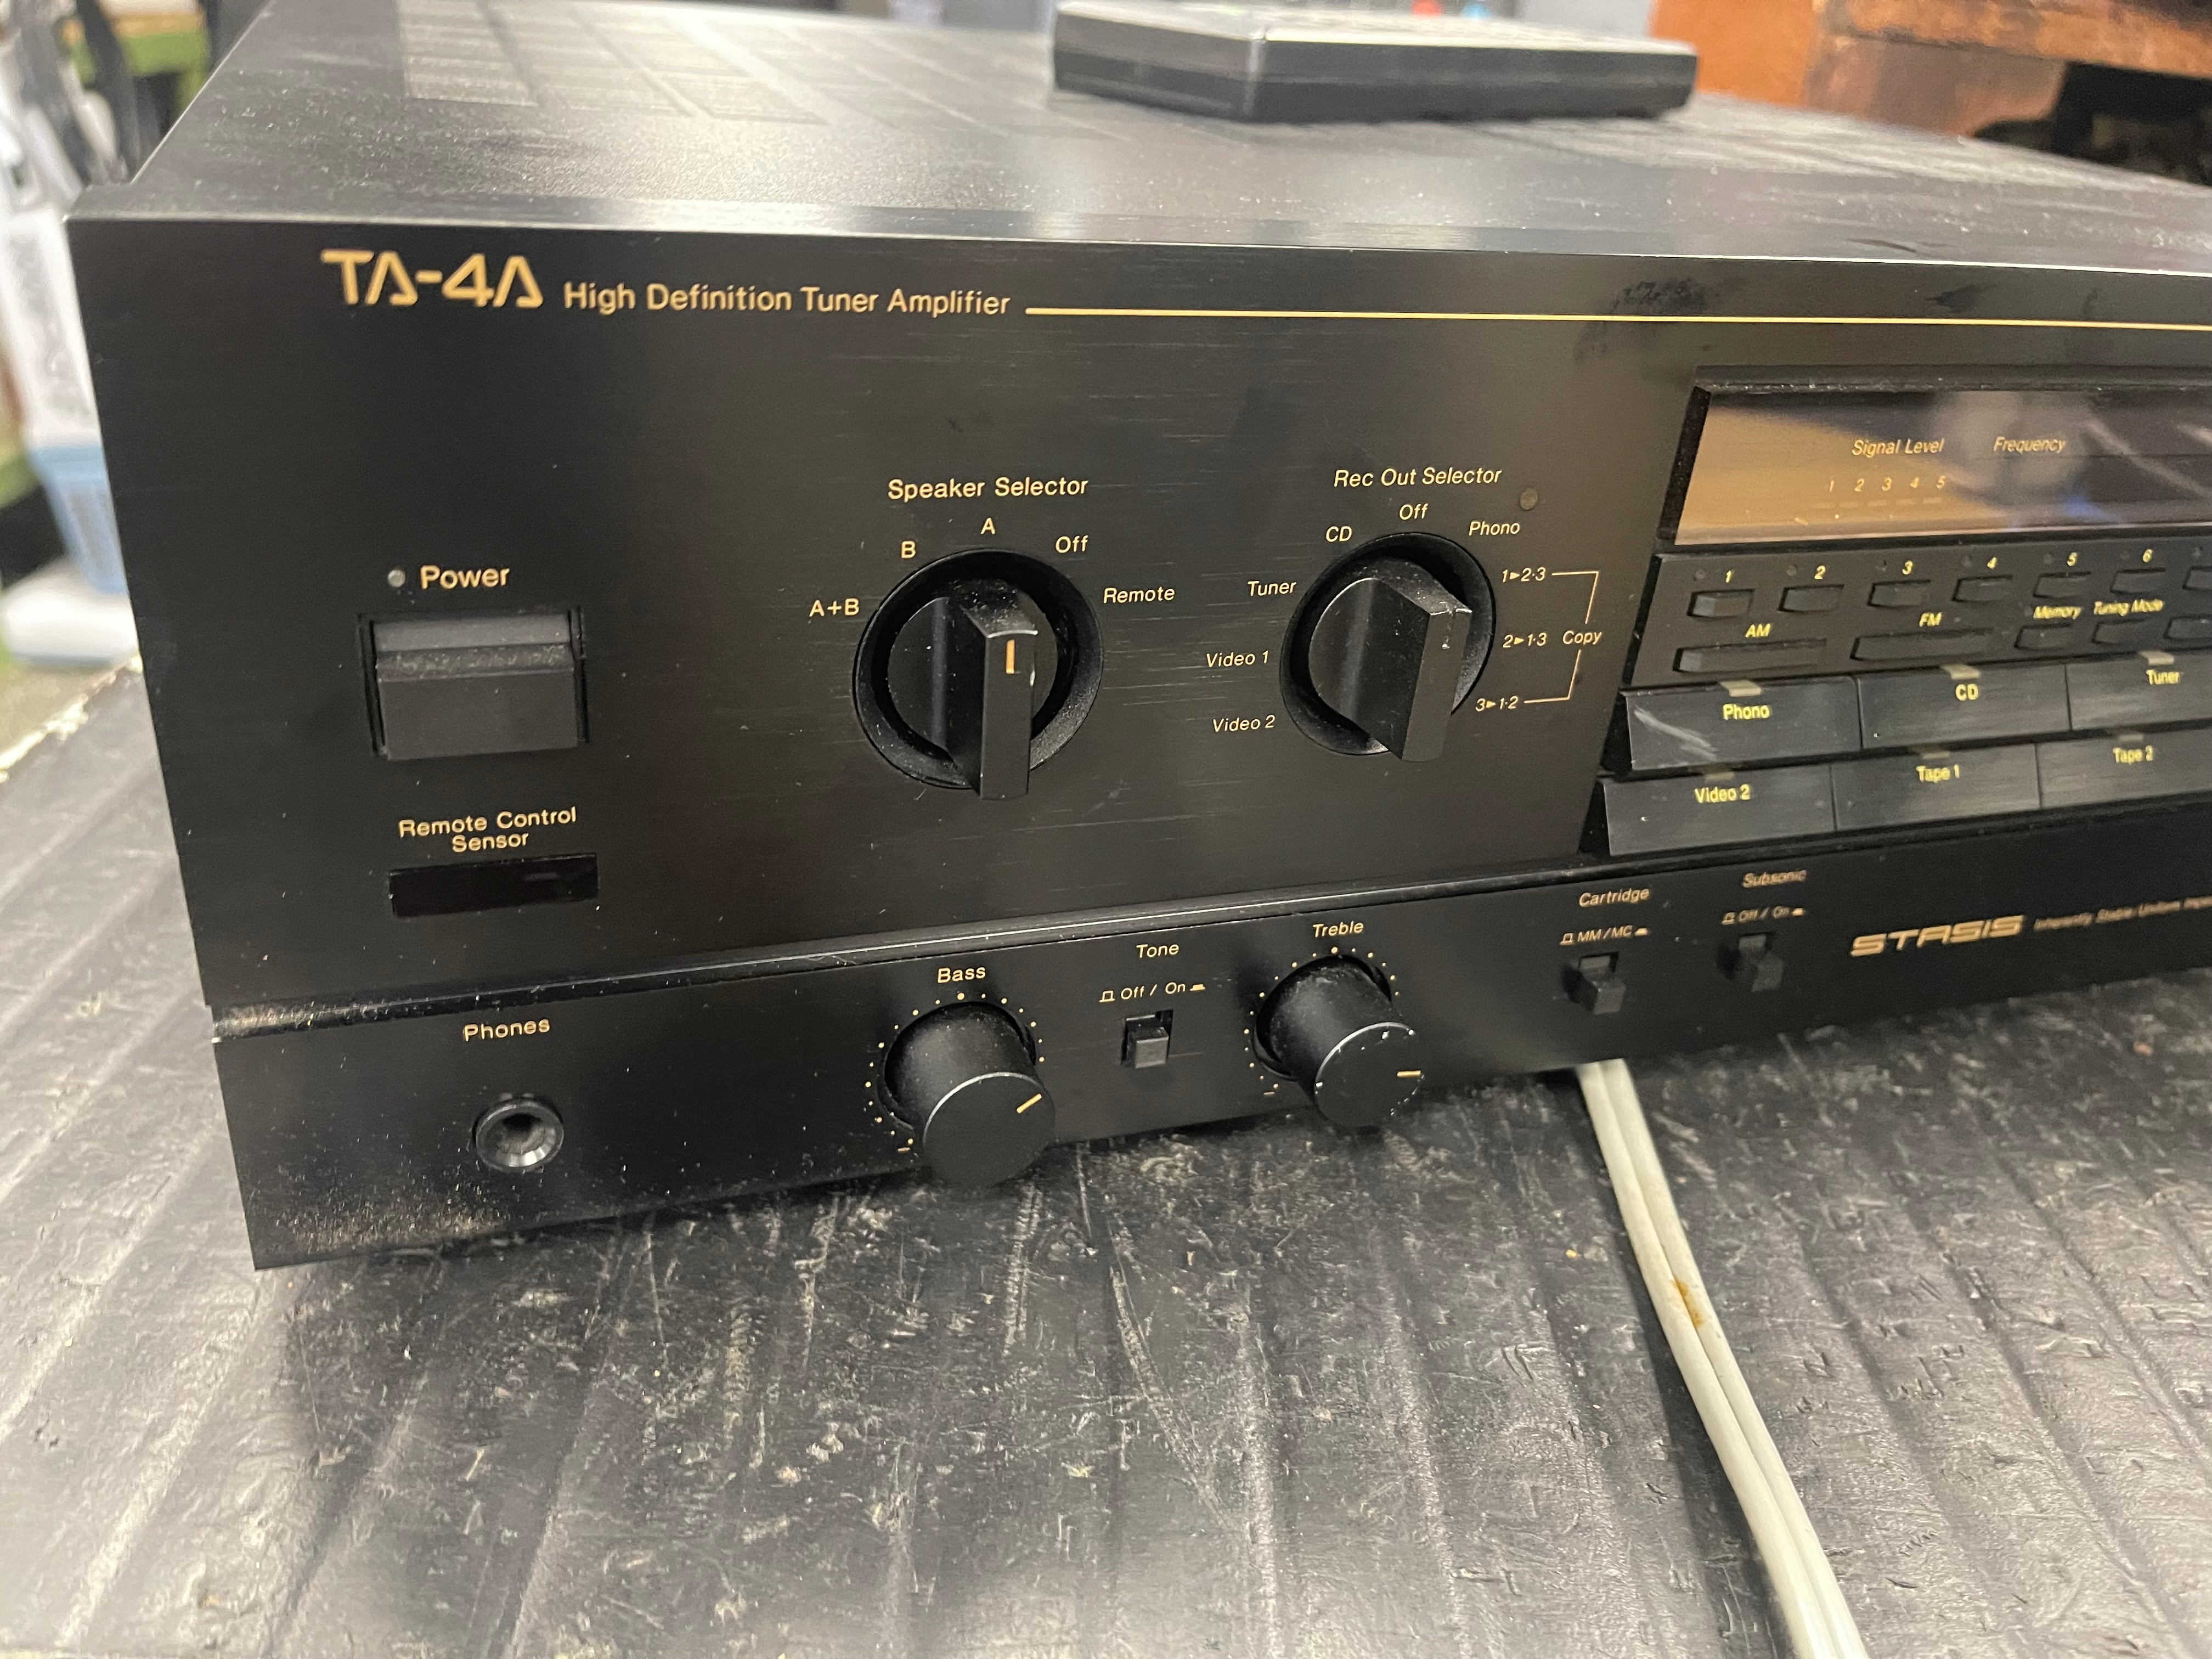 TA-4A High Definition Tuner Amplifier
Speaker Selector
A+B B A Off Remote
Rec Out Selector
Video 2 Video 1 Tuner CD Off Phono
1▸2·3
2▸1·3 Copy
3▸1·2
Power
Remote Control
Sensor
Signal Level Frequency
1 2 3 4 5
1 2 3 4 5 6
AM FM Memory Tuning Mode
Phono CD Tuner
Video 2 Tape 1 Tape 2
Phones
Bass
Tone
Off / On
Treble
Cartridge
MM/MC
Subsonic
Off / On
STASIS Inherently Stable Uniform